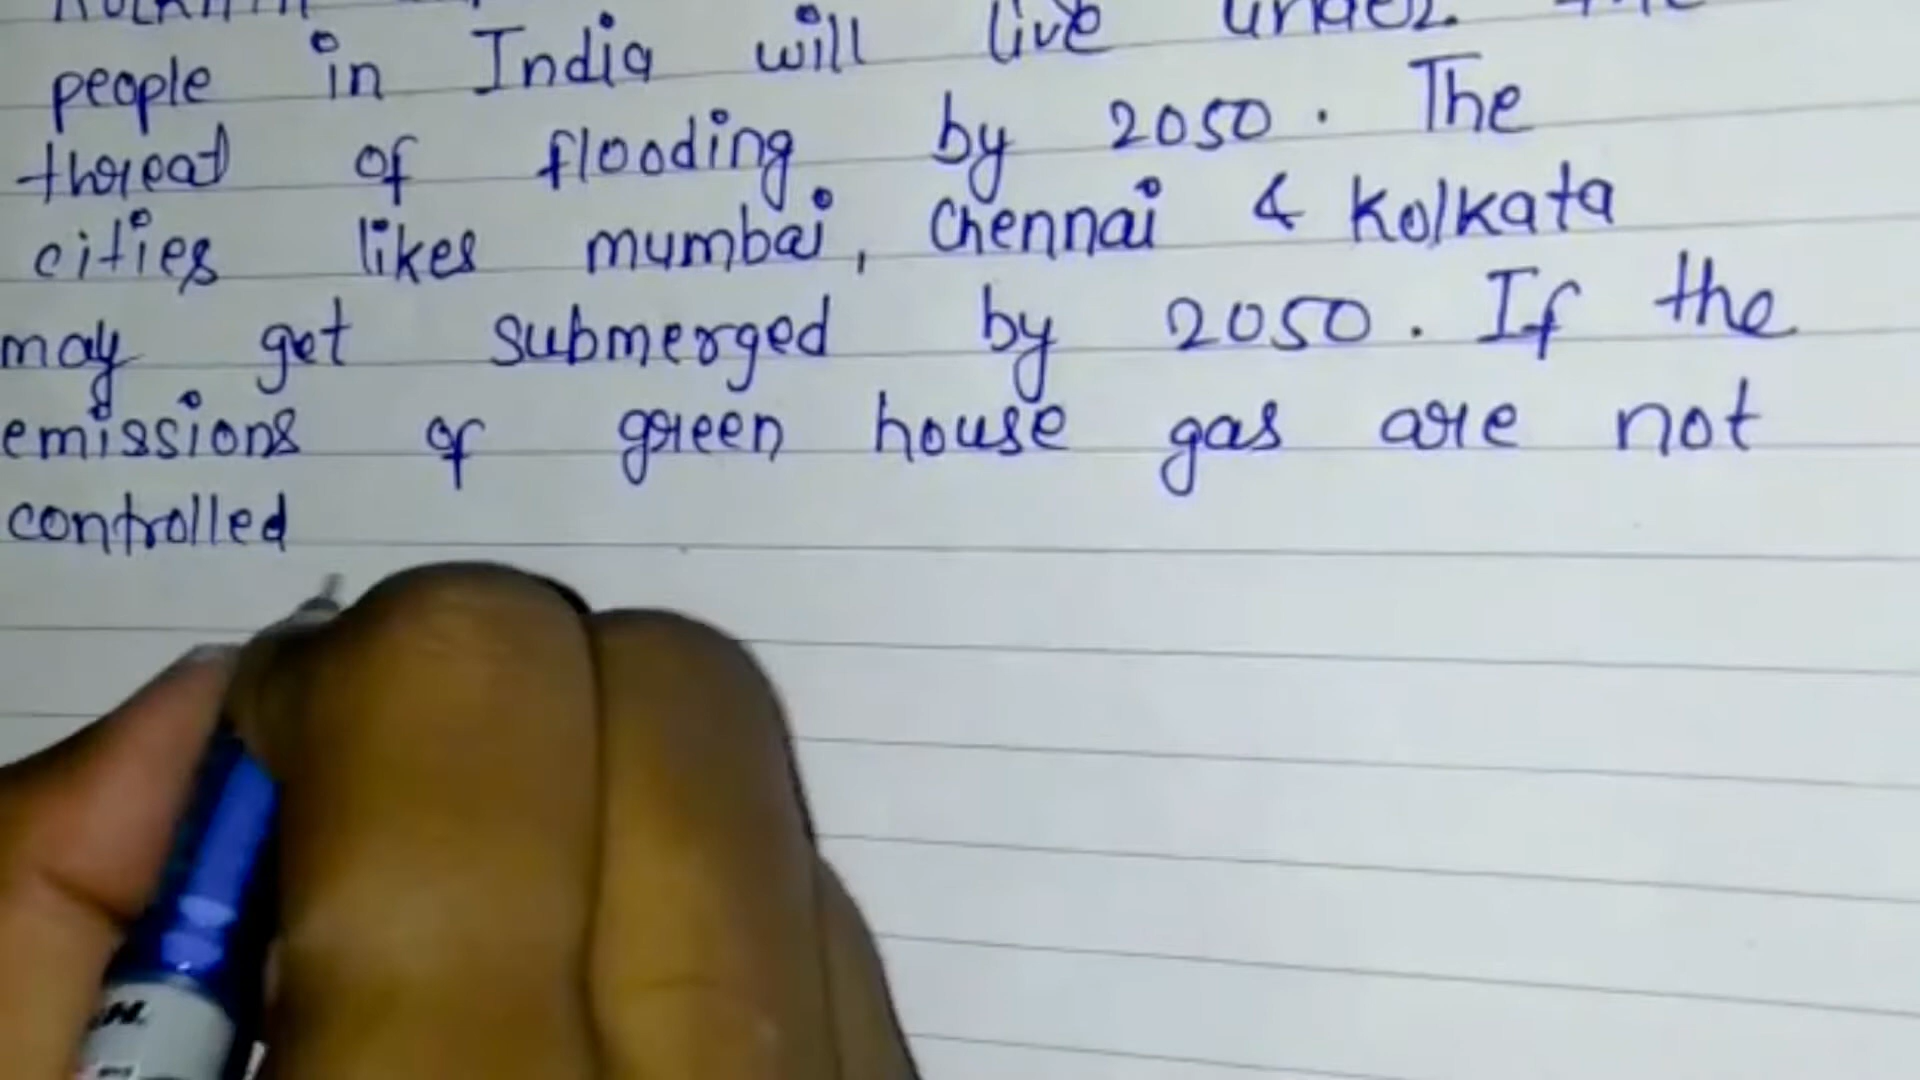 people in India will live under the
threat of flooding by 2050. The
cities likes mumbai, Chennai & Kolkata
may get submerged by 2050. If the
emissions of green house gas are not
controlled